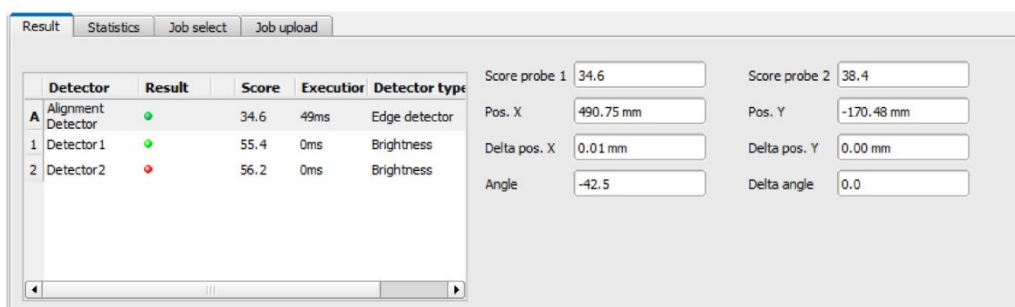 Result Statistics Job select Job upload
Detector Result Score Execution Detector type
A Alignment Detector 34.6 49ms Edge detector
1 Detector1 55.4 0ms Brightness
2 Detector2 56.2 0ms Brightness
Score probe 1 34.6 Score probe 2 38.4
Pos. X 490.75 mm Pos. Y -170.48 mm
Delta pos. X 0.01 mm Delta pos. Y 0.00 mm
Angle -42.5 Delta angle 0.0